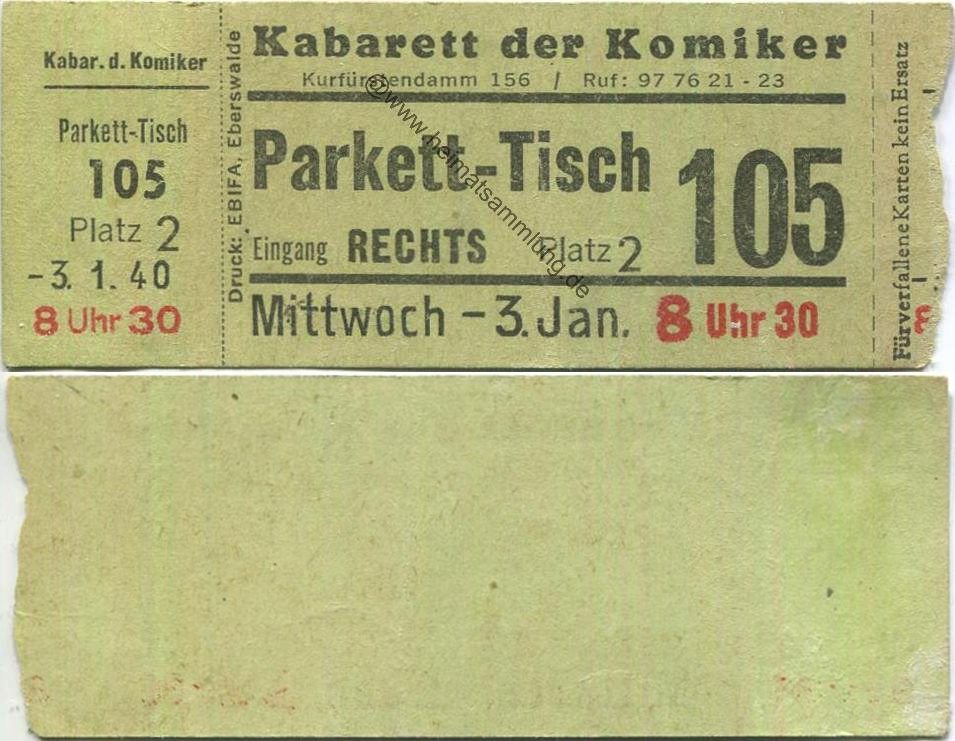 Kabar. d. Komiker
Parkett-Tisch
105
Platz 2
-3. 1. 40
8 Uhr 30
Druck: EBIFA, Eberswalde
Kabarett der Komiker
Kurfürstendamm 156 / Ruf: 97 76 21 - 23
Parkett-Tisch 105
Eingang RECHTS Platz 2
Mittwoch - 3. Jan. 8 Uhr 30
Für verfallene Karten kein Ersatz
8
@www.heimatsammlung.de